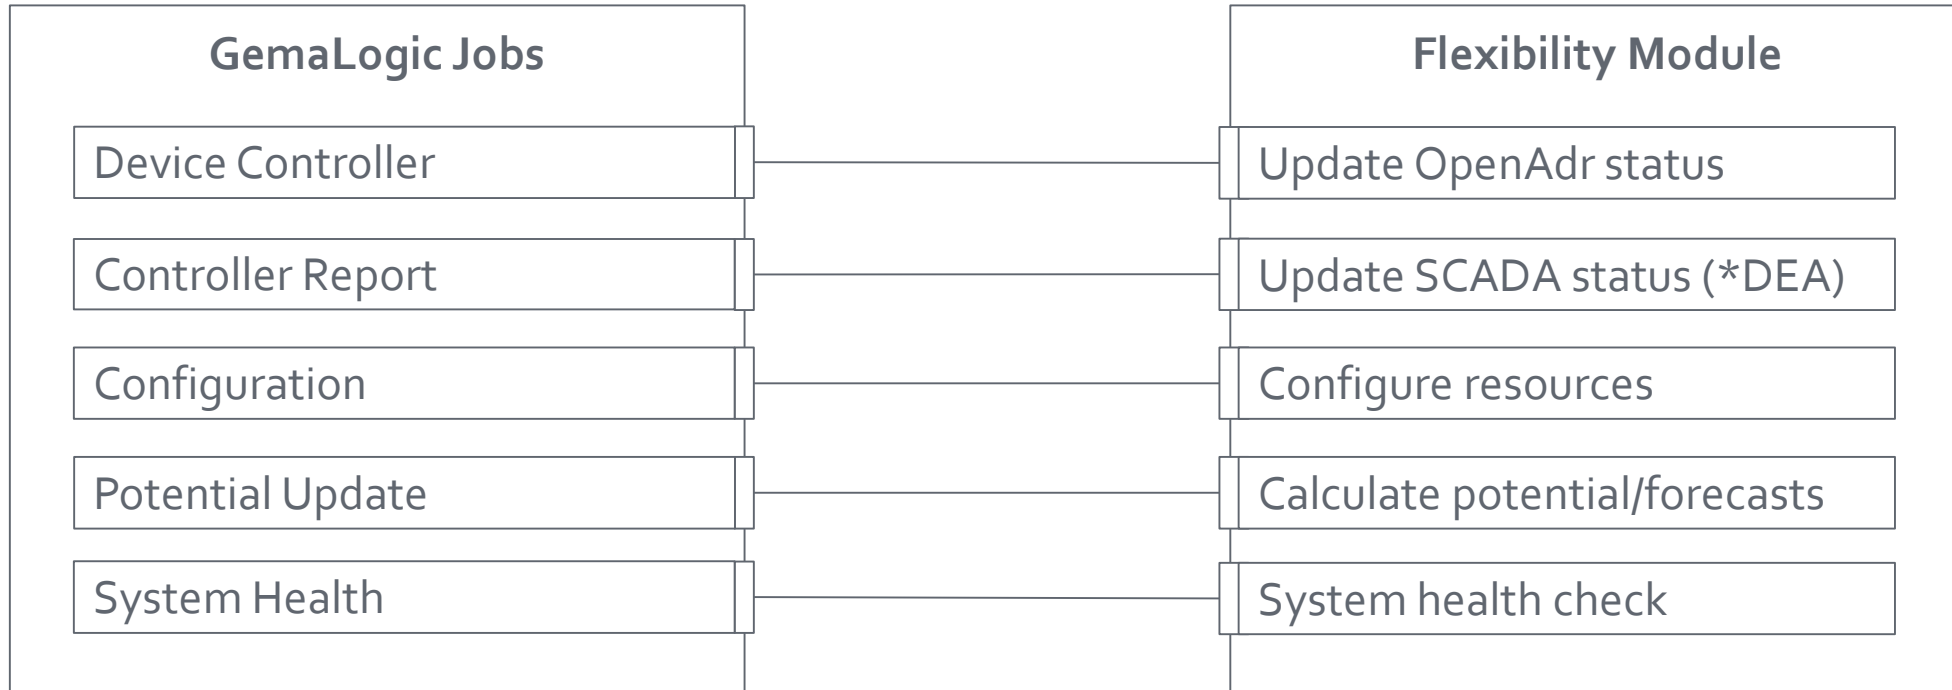 GemaLogic Jobs
Device Controller
Controller Report
Configuration
Potential Update
System Health
Flexibility Module
Update OpenAdr status
Update SCADA status (*DEA)
Configure resources
Calculate potential/forecasts
System health check